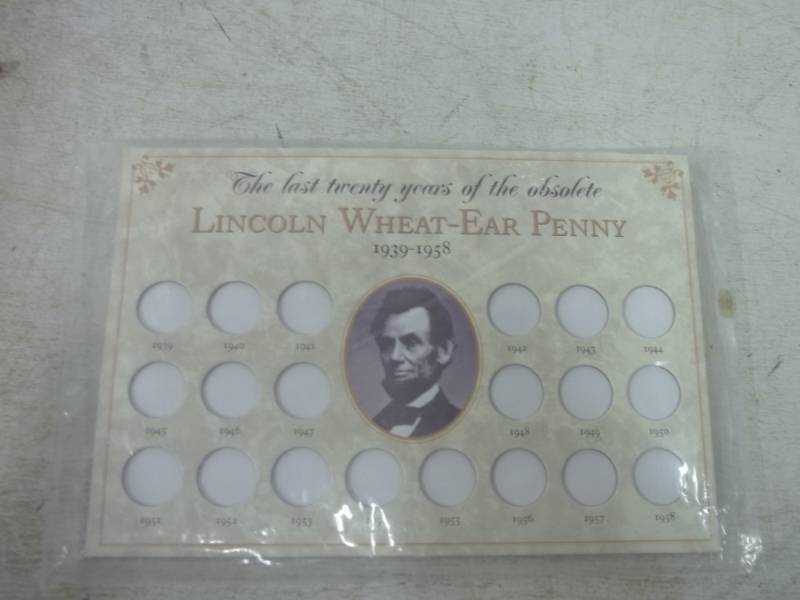 The last twenty years of the obsolete
LINCOLN WHEAT-EAR PENNY
1939-1958
1939 1940 1941 1942 1943 1944
1945 1946 1947 1948 1949 1950
1951 1952 1953 1955 1956 1957 1958